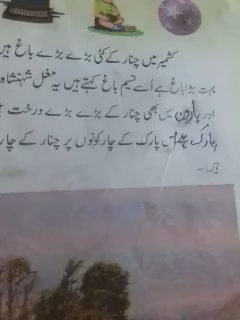 کشمیر میں چنار کے کئی بڑے بڑے باغ ہیں
بہت بڑا باغ ہے اُسے نسیم باغ کہتے ہیں یہ مغل شہنشاہ
اور ہارون میں بھی چنار کے بڑے بڑے درخت
پارک ہے اس پارک کے چار کونوں پر چنار کے چار
ہیں۔